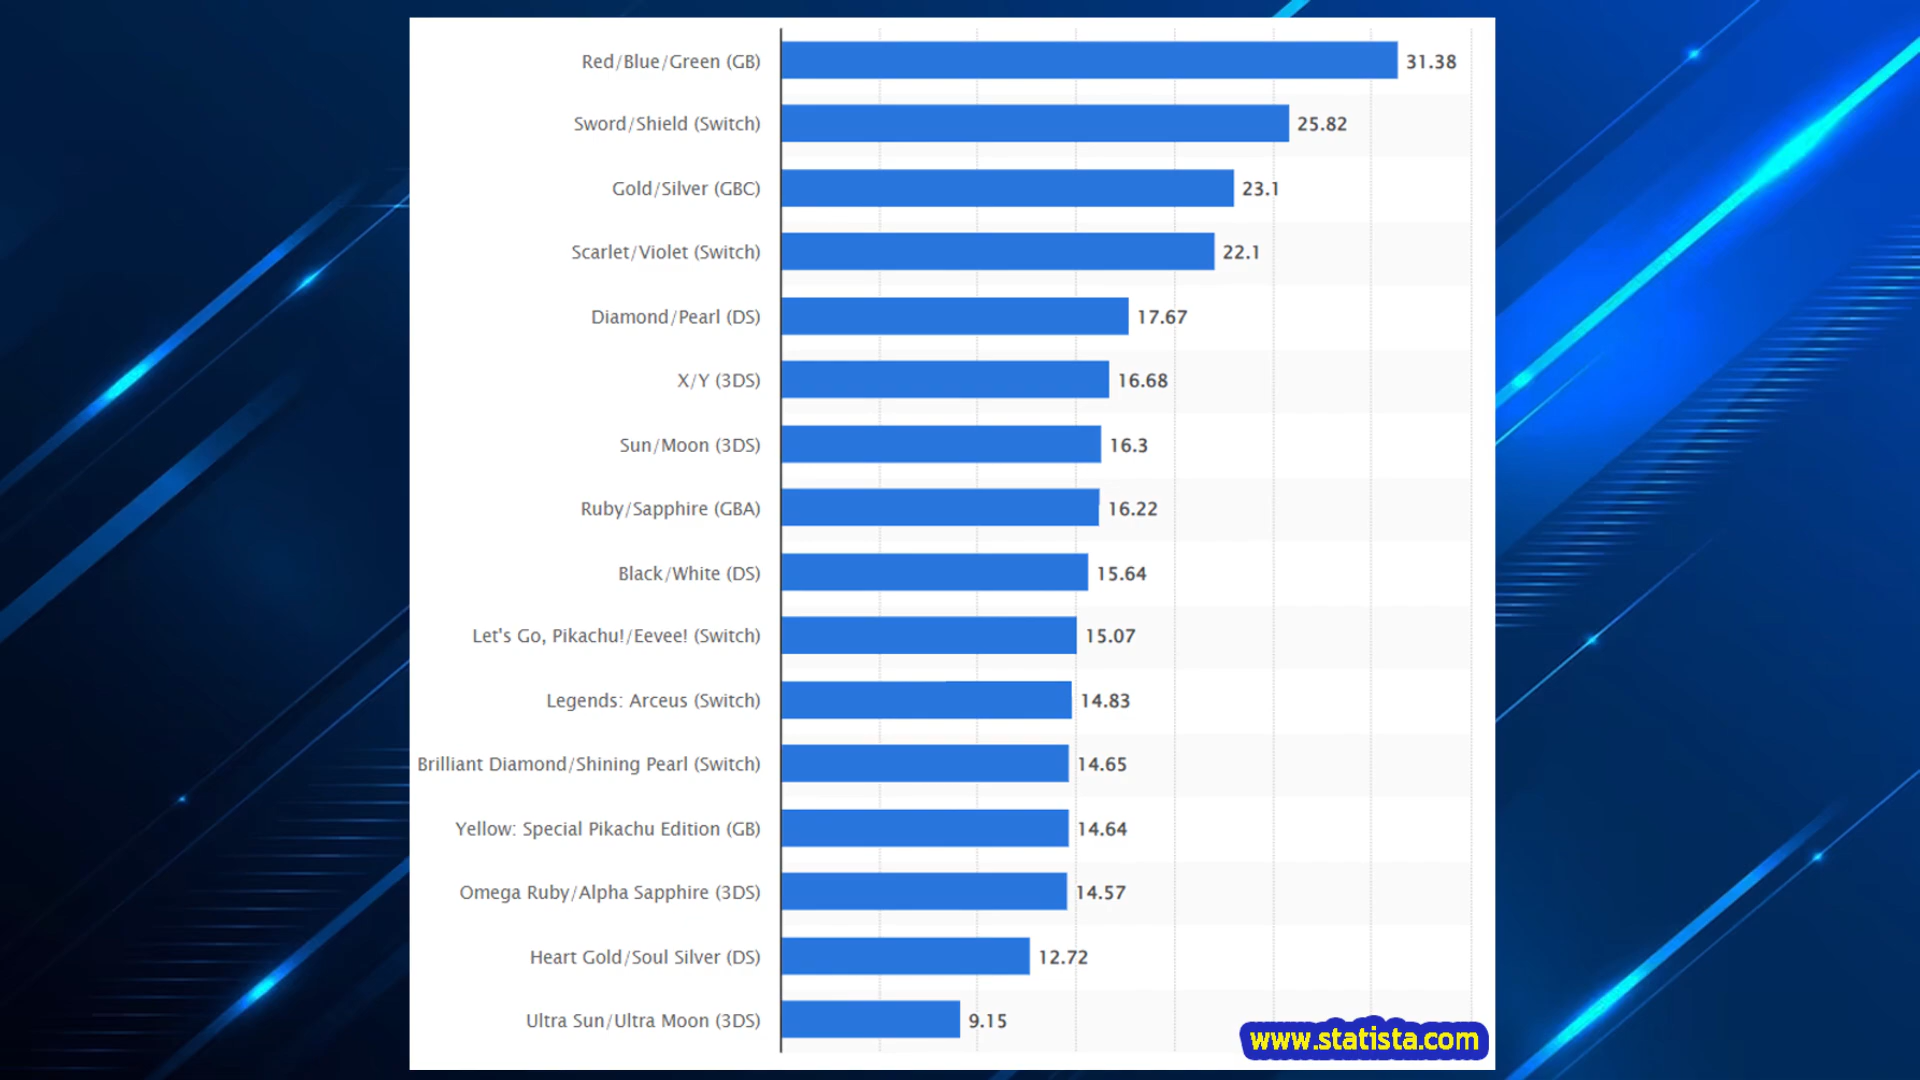 Red/Blue/Green (GB) 31.38
Sword/Shield (Switch) 25.82
Gold/Silver (GBC) 23.1
Scarlet/Violet (Switch) 22.1
Diamond/Pearl (DS) 17.67
X/Y (3DS) 16.68
Sun/Moon (3DS) 16.3
Ruby/Sapphire (GBA) 16.22
Black/White (DS) 15.64
Let's Go, Pikachu!/Eevee! (Switch) 15.07
Legends: Arceus (Switch) 14.83
Brilliant Diamond/Shining Pearl (Switch) 14.65
Yellow: Special Pikachu Edition (GB) 14.64
Omega Ruby/Alpha Sapphire (3DS) 14.57
Heart Gold/Soul Silver (DS) 12.72
Ultra Sun/Ultra Moon (3DS) 9.15
www.statista.com